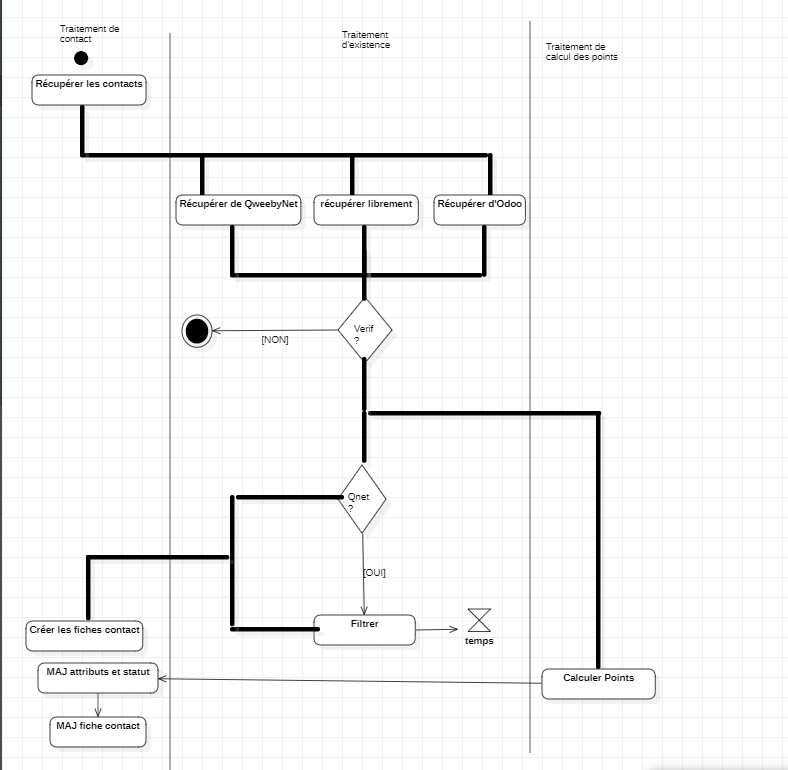 Traitement de
contact
Traitement
d'existence
Traitement de
calcul des points
Récupérer les contacts
Récupérer de QweebyNet
récupérer librement
Récupérer d'Odoo
Verif
?
[NON]
Qnet
?
[OUI]
Créer les fiches contact
Filtrer
temps
MAJ attributs et statut
Calculer Points
MAJ fiche contact